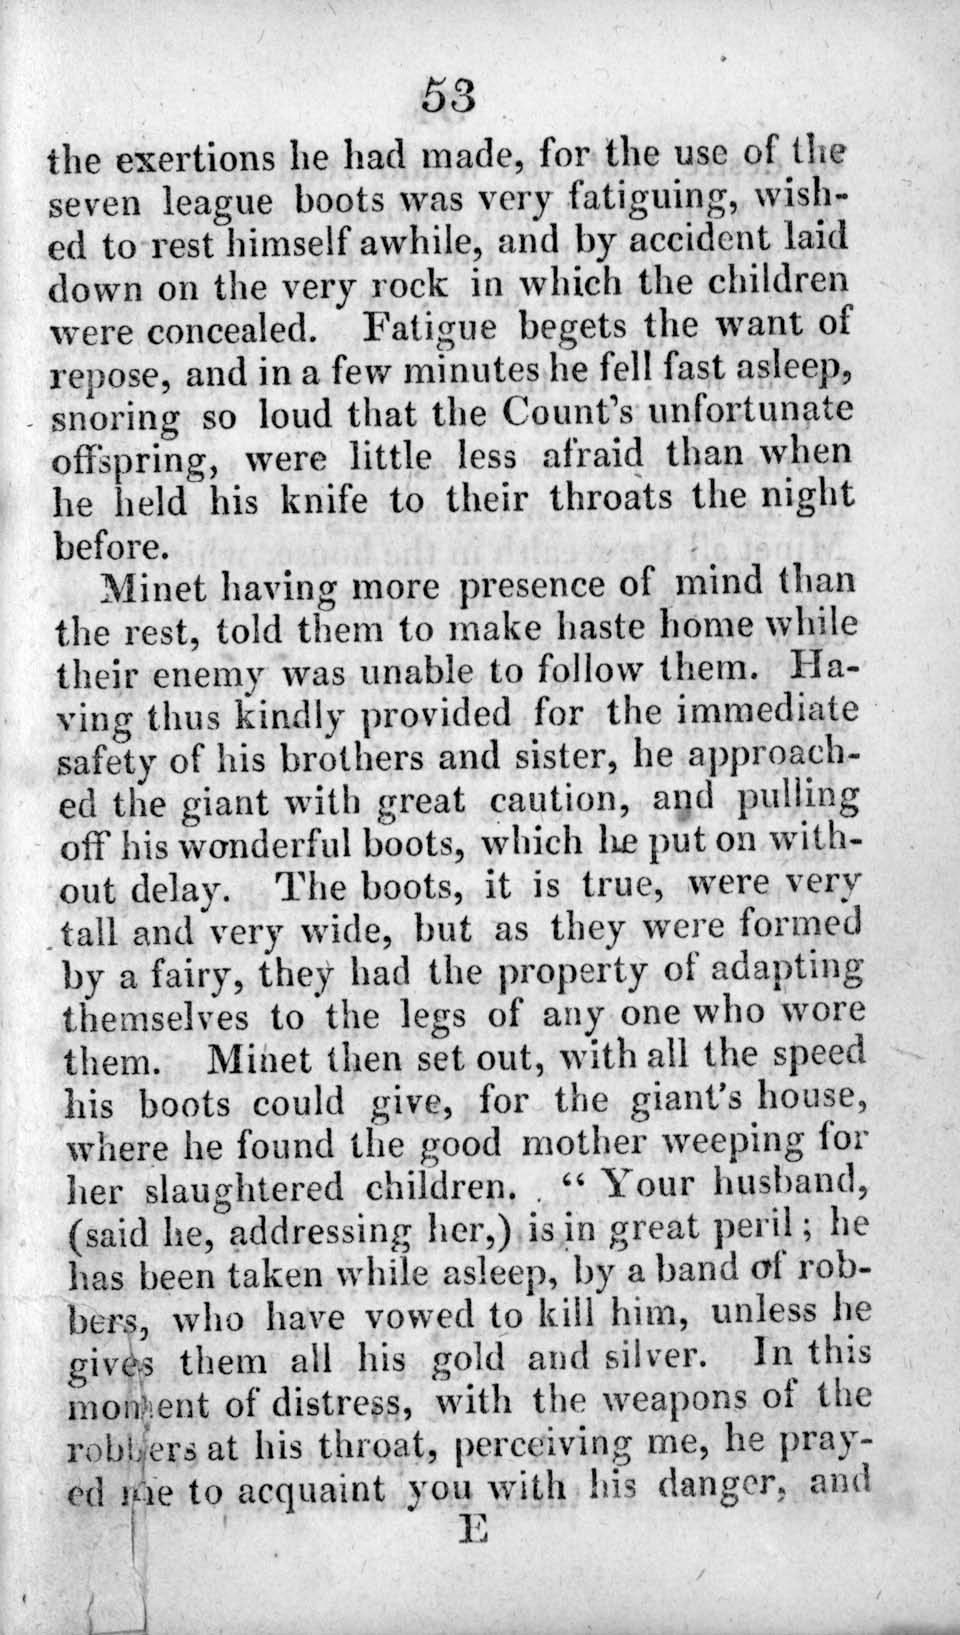 53
the exertions he had made, for the use of the
seven league boots was very fatiguing, wish-
ed to rest himself awhile, and by accident laid
down on the very rock in which the children
were concealed. Fatigue begets the want of
repose, and in a few minutes he fell fast asleep,
snoring so loud that the Count's unfortunate
offspring, were little less afraid than when
he held his knife to their throats the night
before.
Minet having more presence of mind than
the rest, told them to make haste home while
their enemy was unable to follow them. Ha-
ving thus kindly provided for the immediate
safety of his brothers and sister, he approach-
ed the giant with great caution, and pulling
off his wonderful boots, which he put on with-
out delay. The boots, it is true, were very
tall and very wide, but as they were formed
by a fairy, they had the property of adapting
themselves to the legs of any one who wore
them. Minet then set out, with all the speed
his boots could give, for the giant's house,
where he found the good mother weeping for
her slaughtered children. “ Your husband,
(said he, addressing her,) is in great peril; he
has been taken while asleep, by a band of rob-
bers, who have vowed to kill him, unless he
gives them all his gold and silver. In this
moment of distress, with the weapons of the
robbers at his throat, perceiving me, he pray-
ed me to acquaint you with his danger, and
E